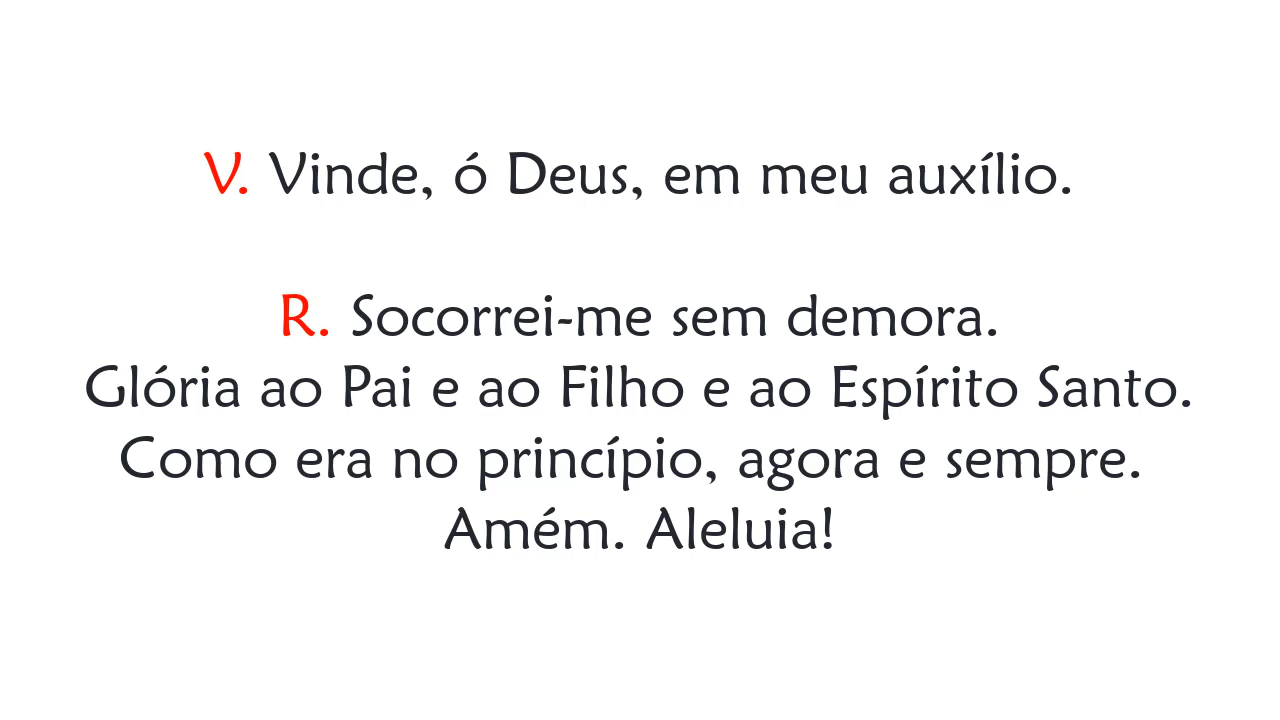 V. Vinde, ó Deus, em meu auxílio.
R. Socorrei-me sem demora.
Glória ao Pai e ao Filho e ao Espírito Santo.
Como era no princípio, agora e sempre.
Amém. Aleluia!